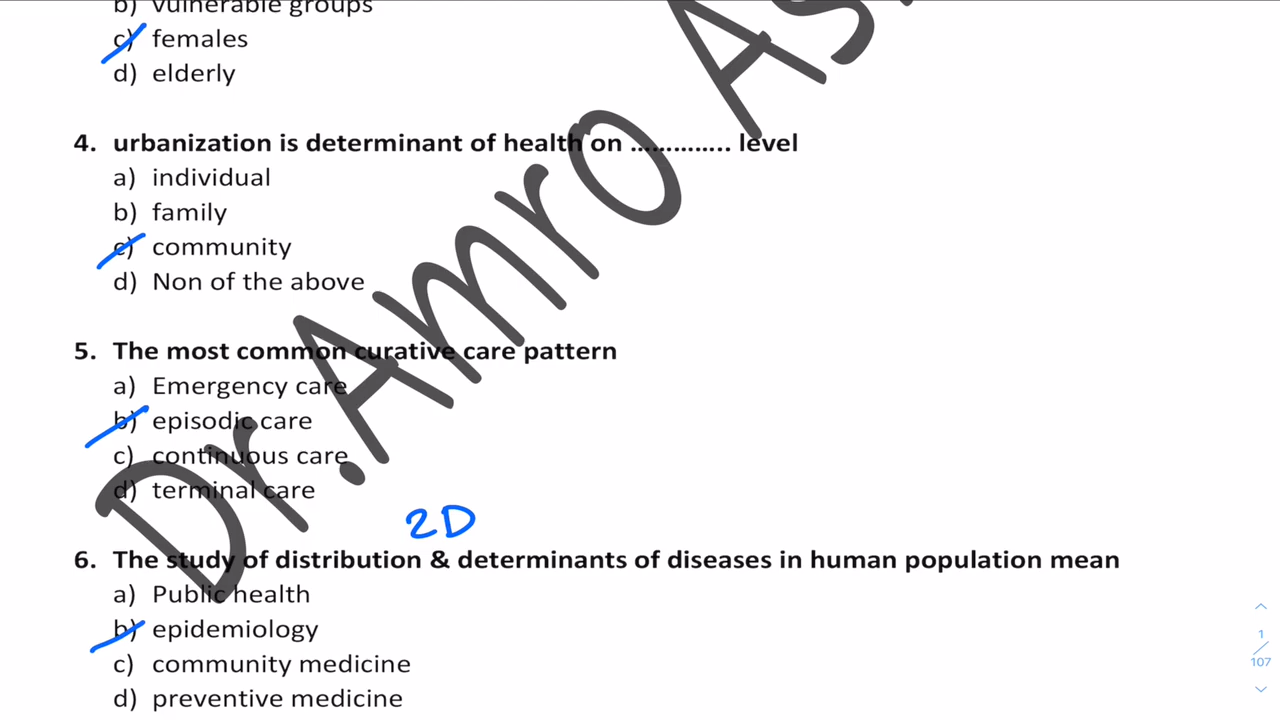 b) vulnerable groups
c) females
d) elderly
4. urbanization is determinant of health on ………….. level
a) individual
b) family
c) community
d) Non of the above
5. The most common curative care pattern
a) Emergency care
b) episodic care
c) continuous care
d) terminal care
2D
6. The study of distribution & determinants of diseases in human population mean
a) Public health
b) epidemiology
c) community medicine
d) preventive medicine
Dr.Amro As
1
107